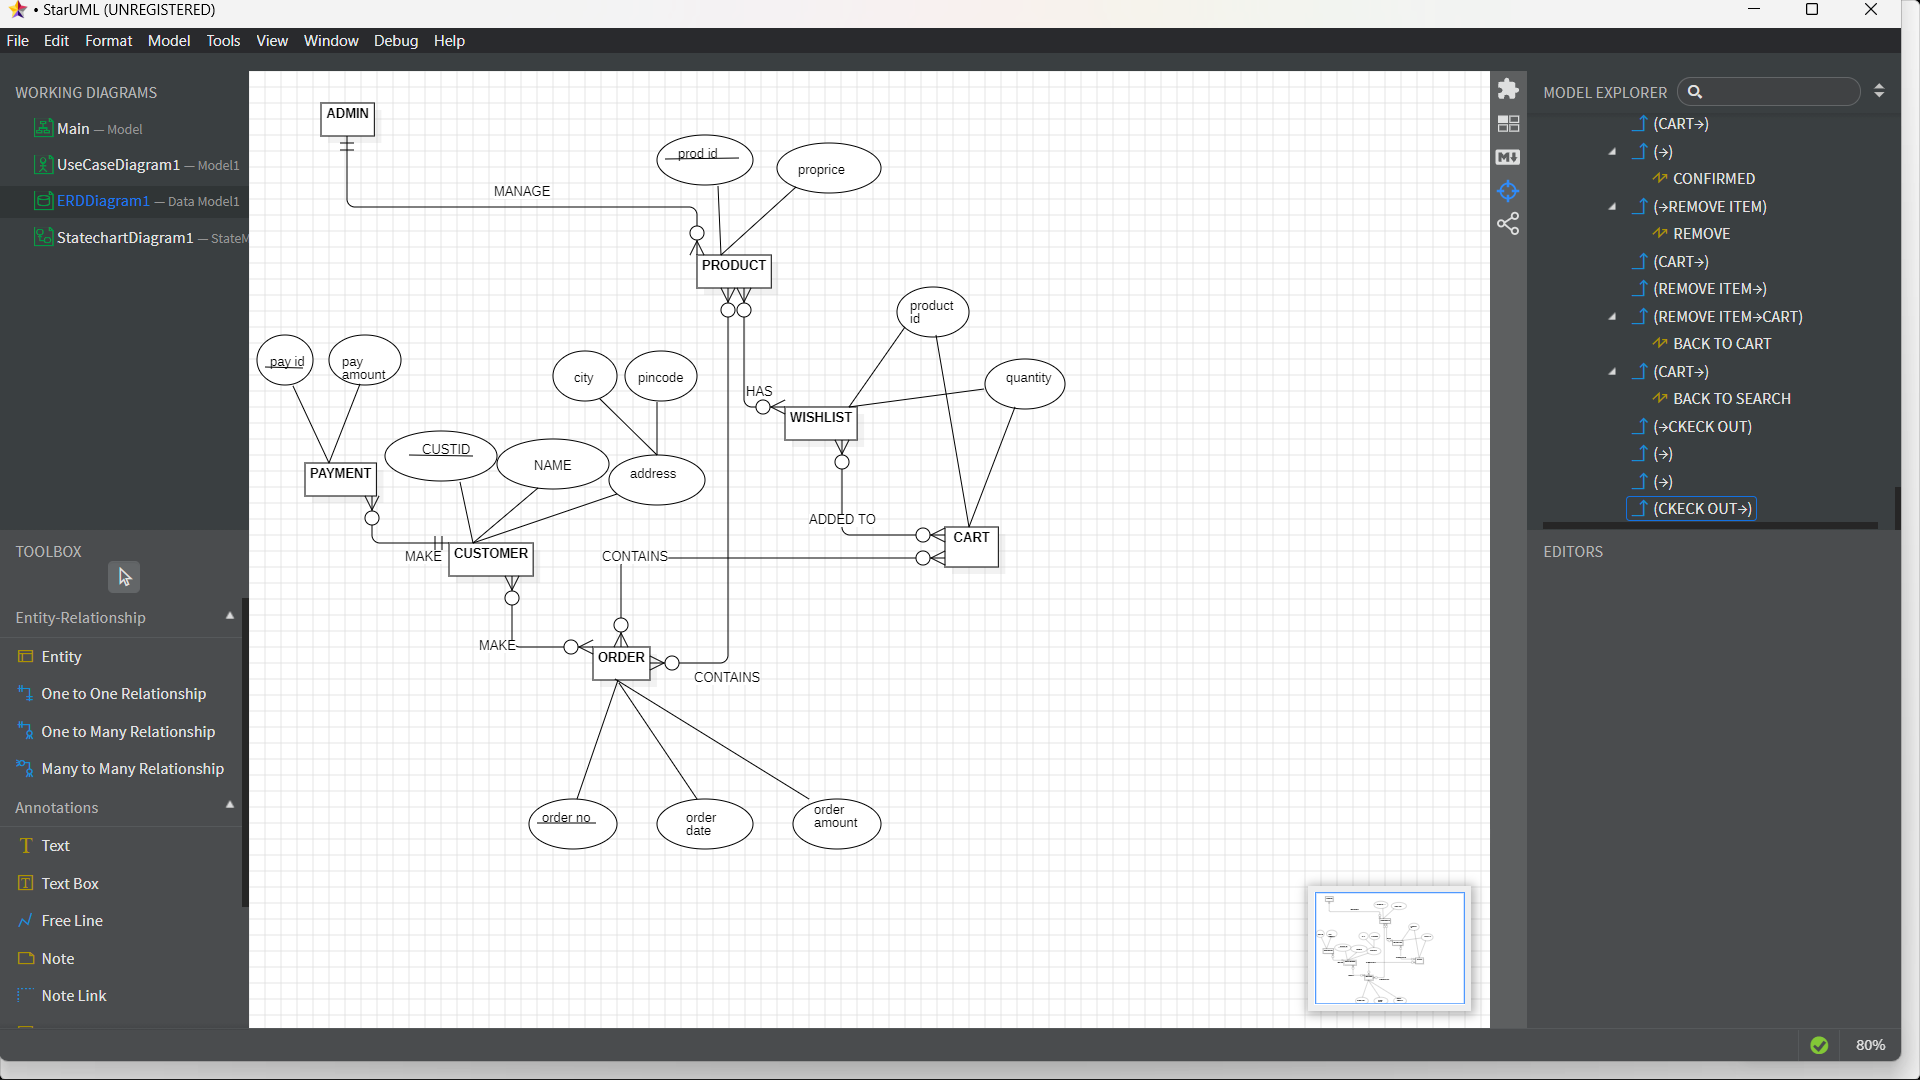 • StarUML (UNREGISTERED)
File Edit Format Model Tools View Window Debug Help
WORKING DIAGRAMS
Main — Model
UseCaseDiagram1 — Model1
ERDDiagram1 — Data Model1
StatechartDiagram1 — StateM
TOOLBOX
Entity-Relationship
Entity
One to One Relationship
One to Many Relationship
Many to Many Relationship
Annotations
Text
Text Box
Free Line
Note
Note Link
ADMIN
MANAGE
prod id
proprice
PRODUCT
product
id
quantity
HAS
WISHLIST
ADDED TO
CART
pay id
pay
amount
PAYMENT
city
pincode
CUSTID
NAME
address
MAKE
CUSTOMER
CONTAINS
MAKE
ORDER
CONTAINS
order no
order
date
order
amount
MODEL EXPLORER
(CART→)
(→)
CONFIRMED
(→REMOVE ITEM)
REMOVE
(CART→)
(REMOVE ITEM→)
(REMOVE ITEM→CART)
BACK TO CART
(CART→)
BACK TO SEARCH
(→CKECK OUT)
(→)
(→)
(CKECK OUT→)
EDITORS
80%